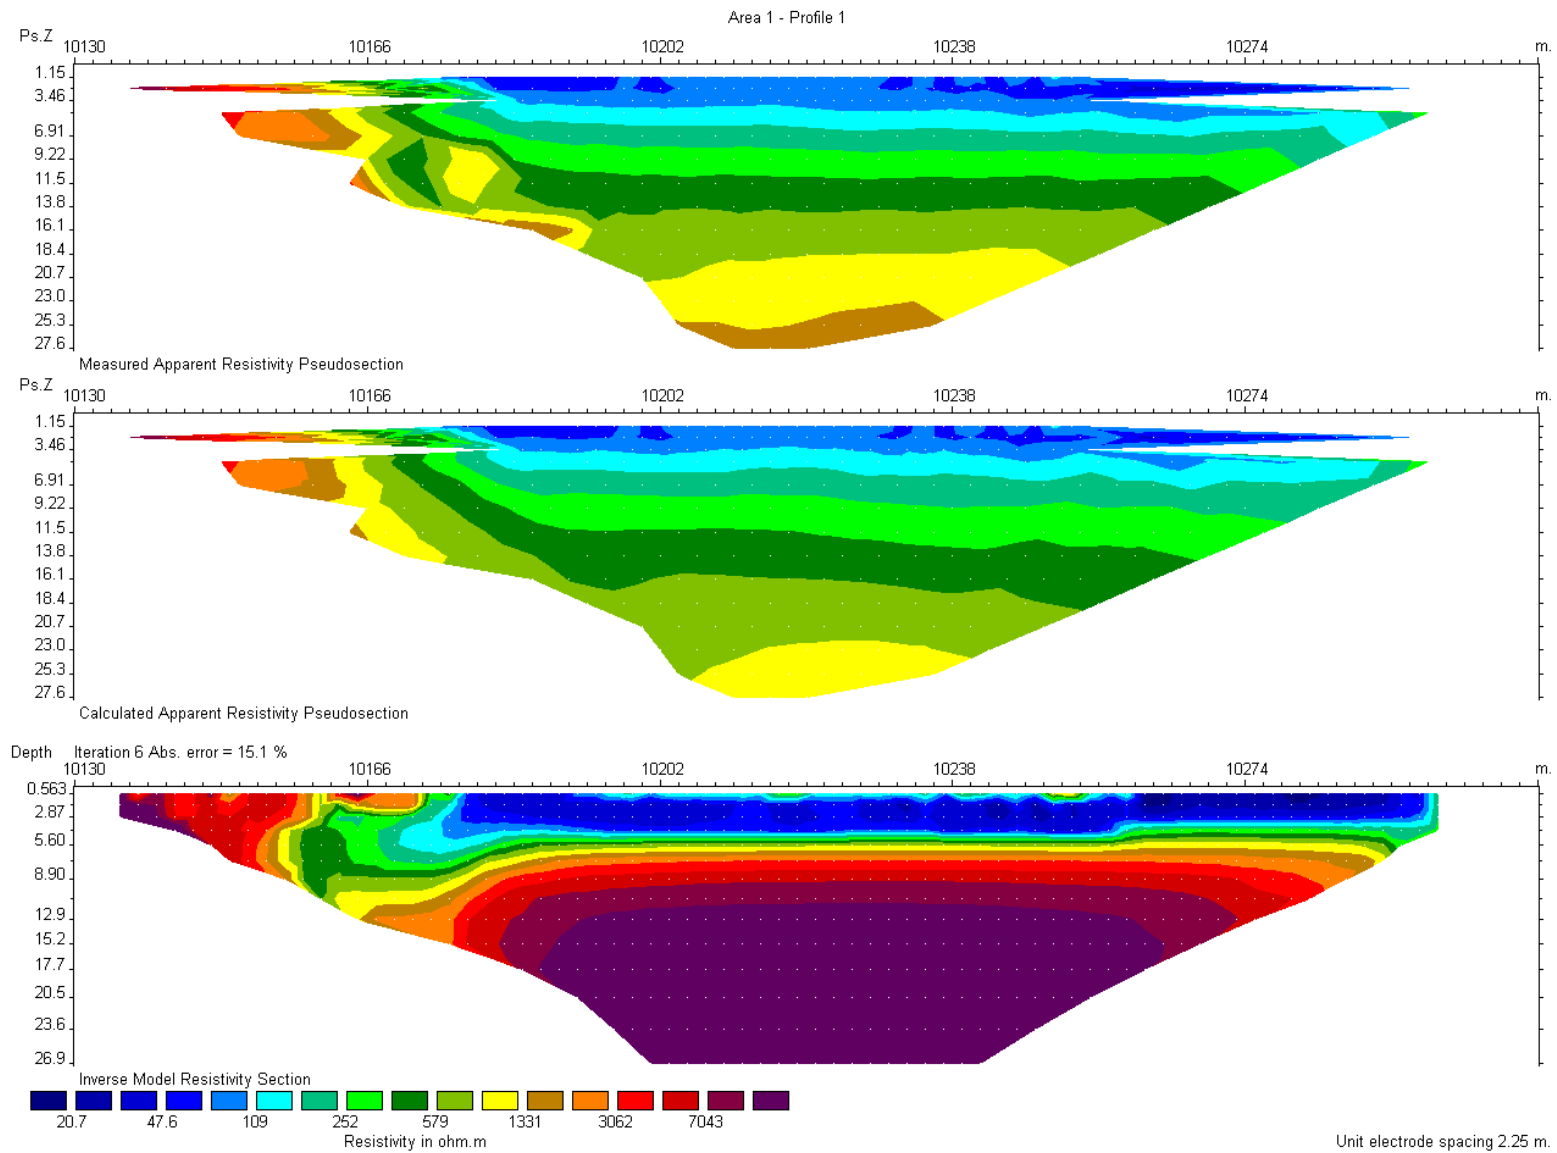 Area 1 - Profile 1
Ps.Z
10130 10166 10202 10238 10274 m.
1.15
3.46
6.91
9.22
11.5
13.8
16.1
18.4
20.7
23.0
25.3
27.6
Measured Apparent Resistivity Pseudosection
Ps.Z
10130 10166 10202 10238 10274 m.
1.15
3.46
6.91
9.22
11.5
13.8
16.1
18.4
20.7
23.0
25.3
27.6
Calculated Apparent Resistivity Pseudosection
Depth Iteration 6 Abs. error = 15.1 %
10130 10166 10202 10238 10274 m.
0.563
2.87
5.60
8.90
12.9
15.2
17.7
20.5
23.6
26.9
Inverse Model Resistivity Section
20.7 47.6 109 252 579 1331 3062 7043
Resistivity in ohm.m
Unit electrode spacing 2.25 m.